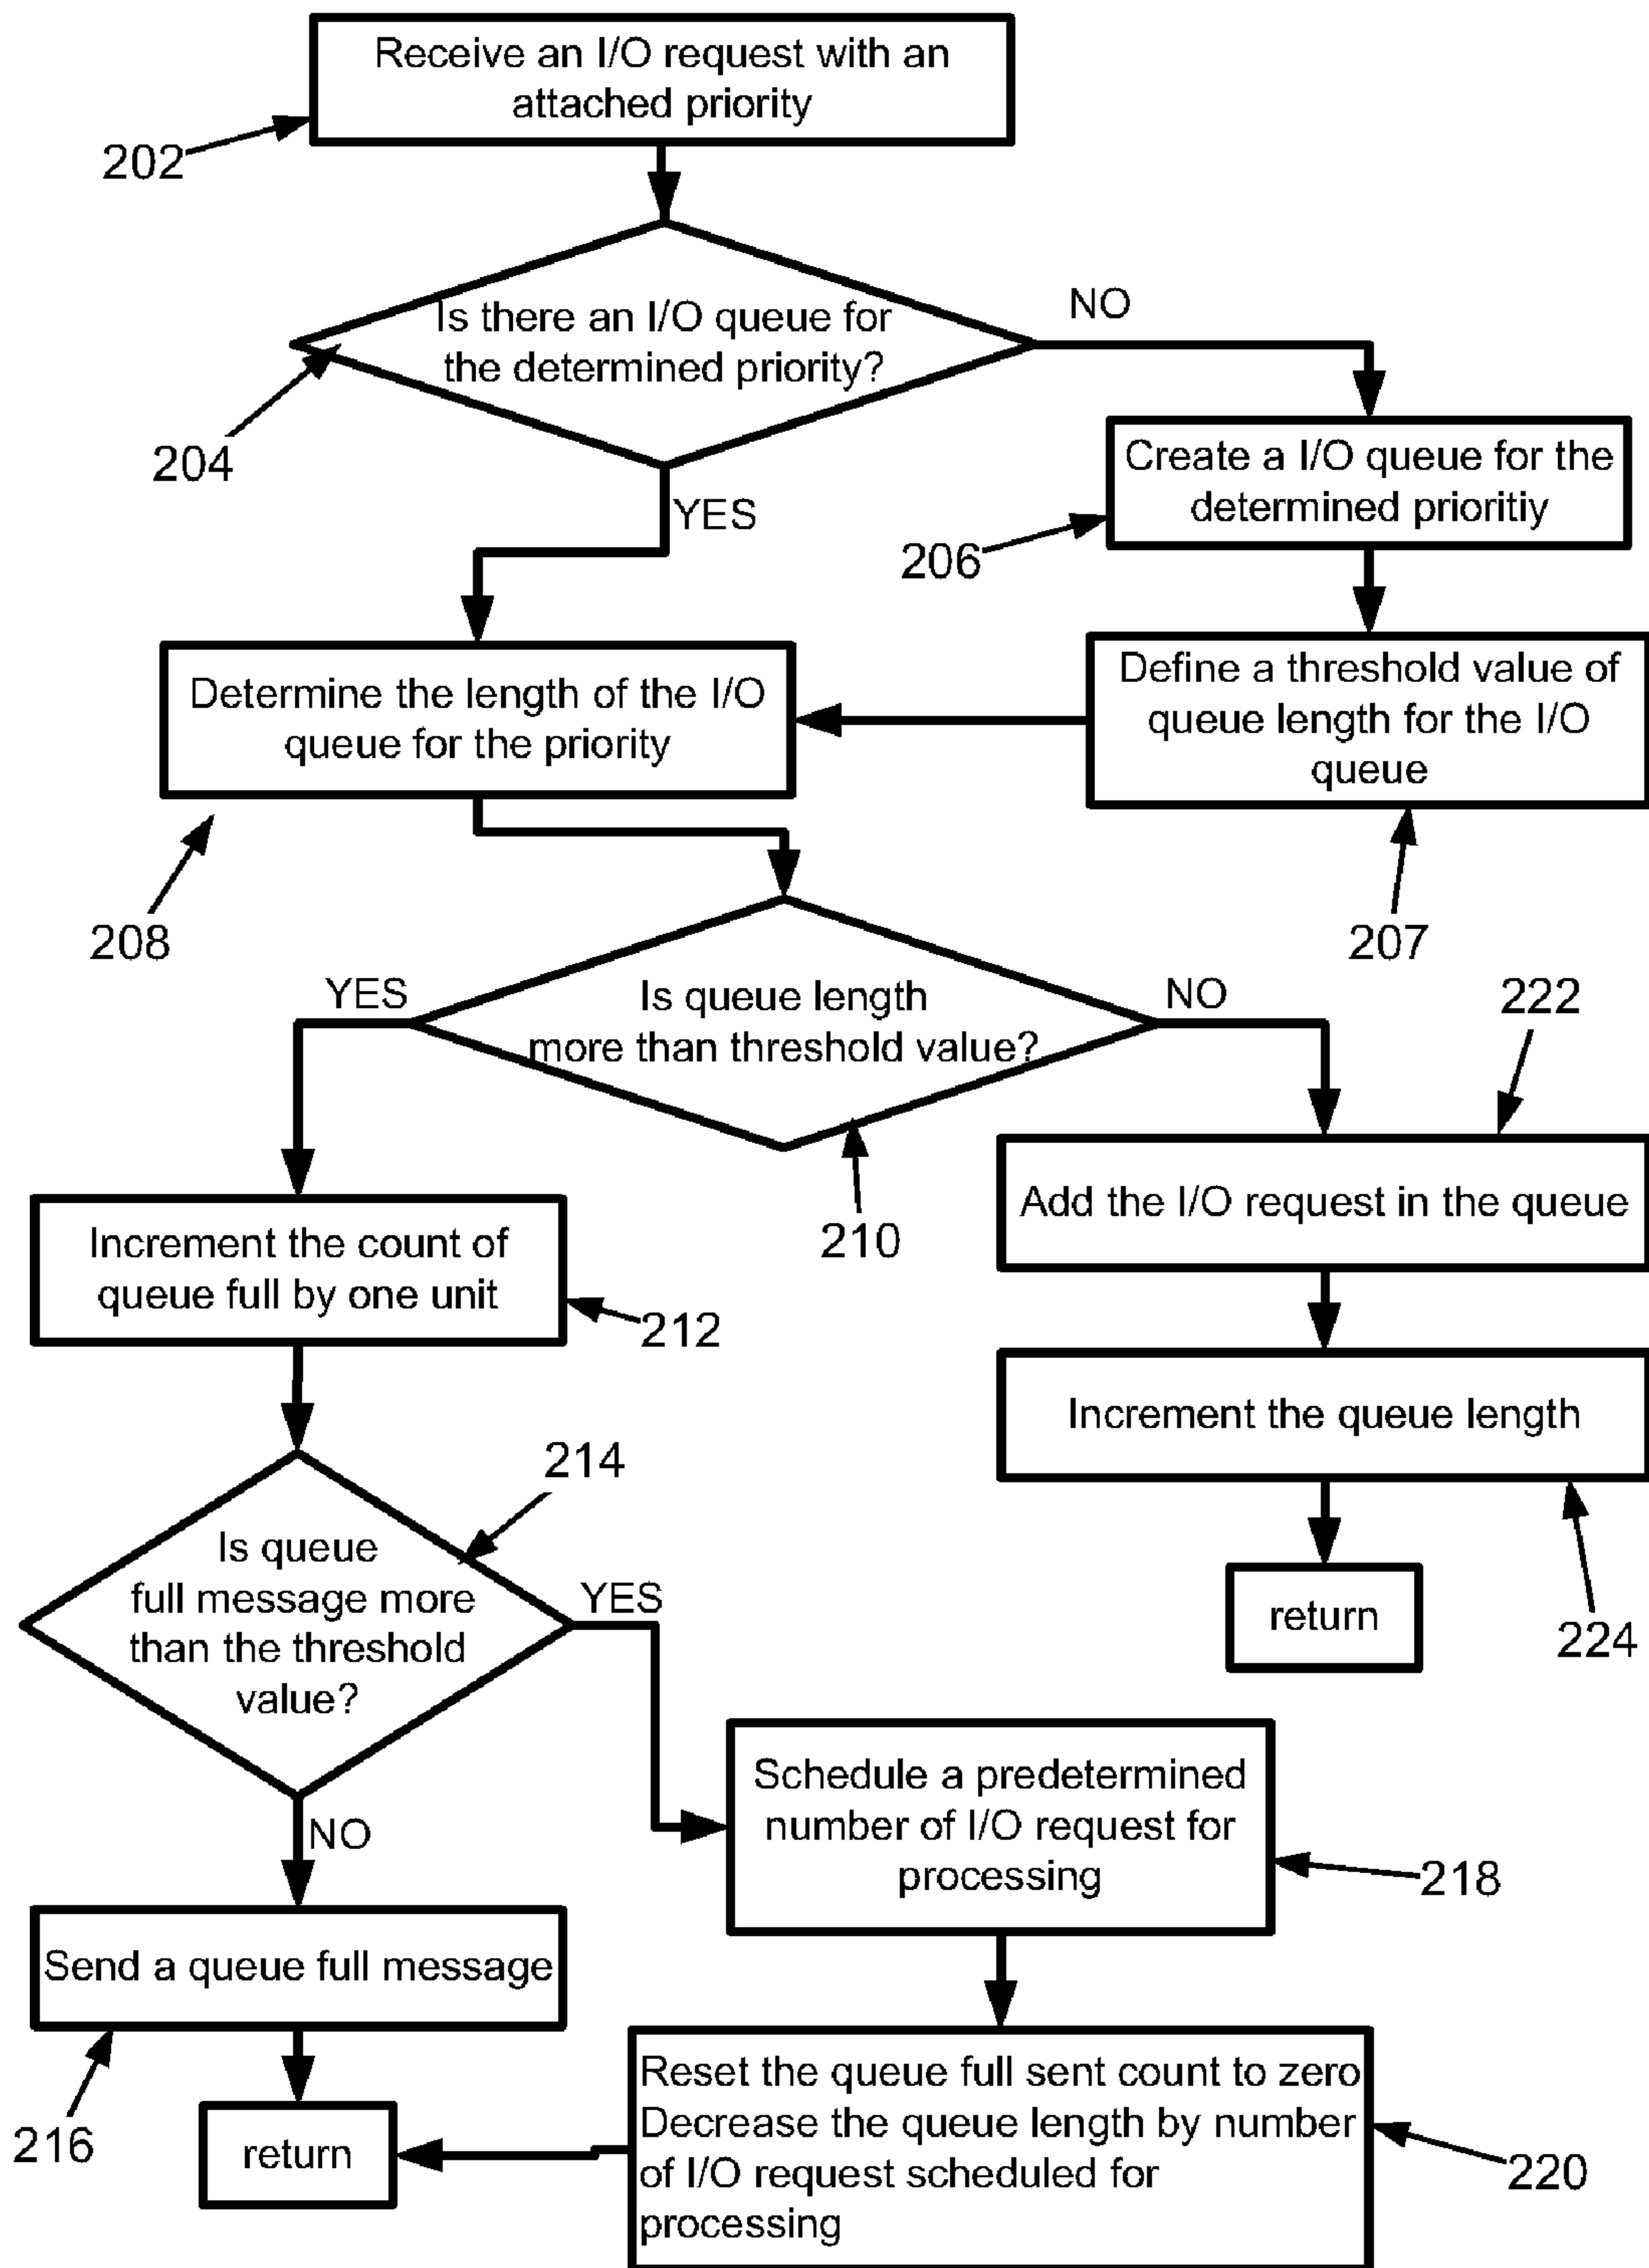 Receive an I/O request with an
attached priority
202
Is there an I/O queue for
the determined priority?
NO
204
YES
Create a I/O queue for the
determined prioritiy
206
Determine the length of the I/O
queue for the priority
Define a threshold value of
queue length for the I/O
queue
208
207
YES
Is queue length
more than threshold value?
NO
222
210
Add the I/O request in the queue
Increment the count of
queue full by one unit
212
Increment the queue length
214
Is queue
full message more
than the threshold
value?
YES
return
224
NO
Schedule a predetermined
number of I/O request for
processing
218
Send a queue full message
216
return
Reset the queue full sent count to zero
Decrease the queue length by number
of I/O request scheduled for
processing
220